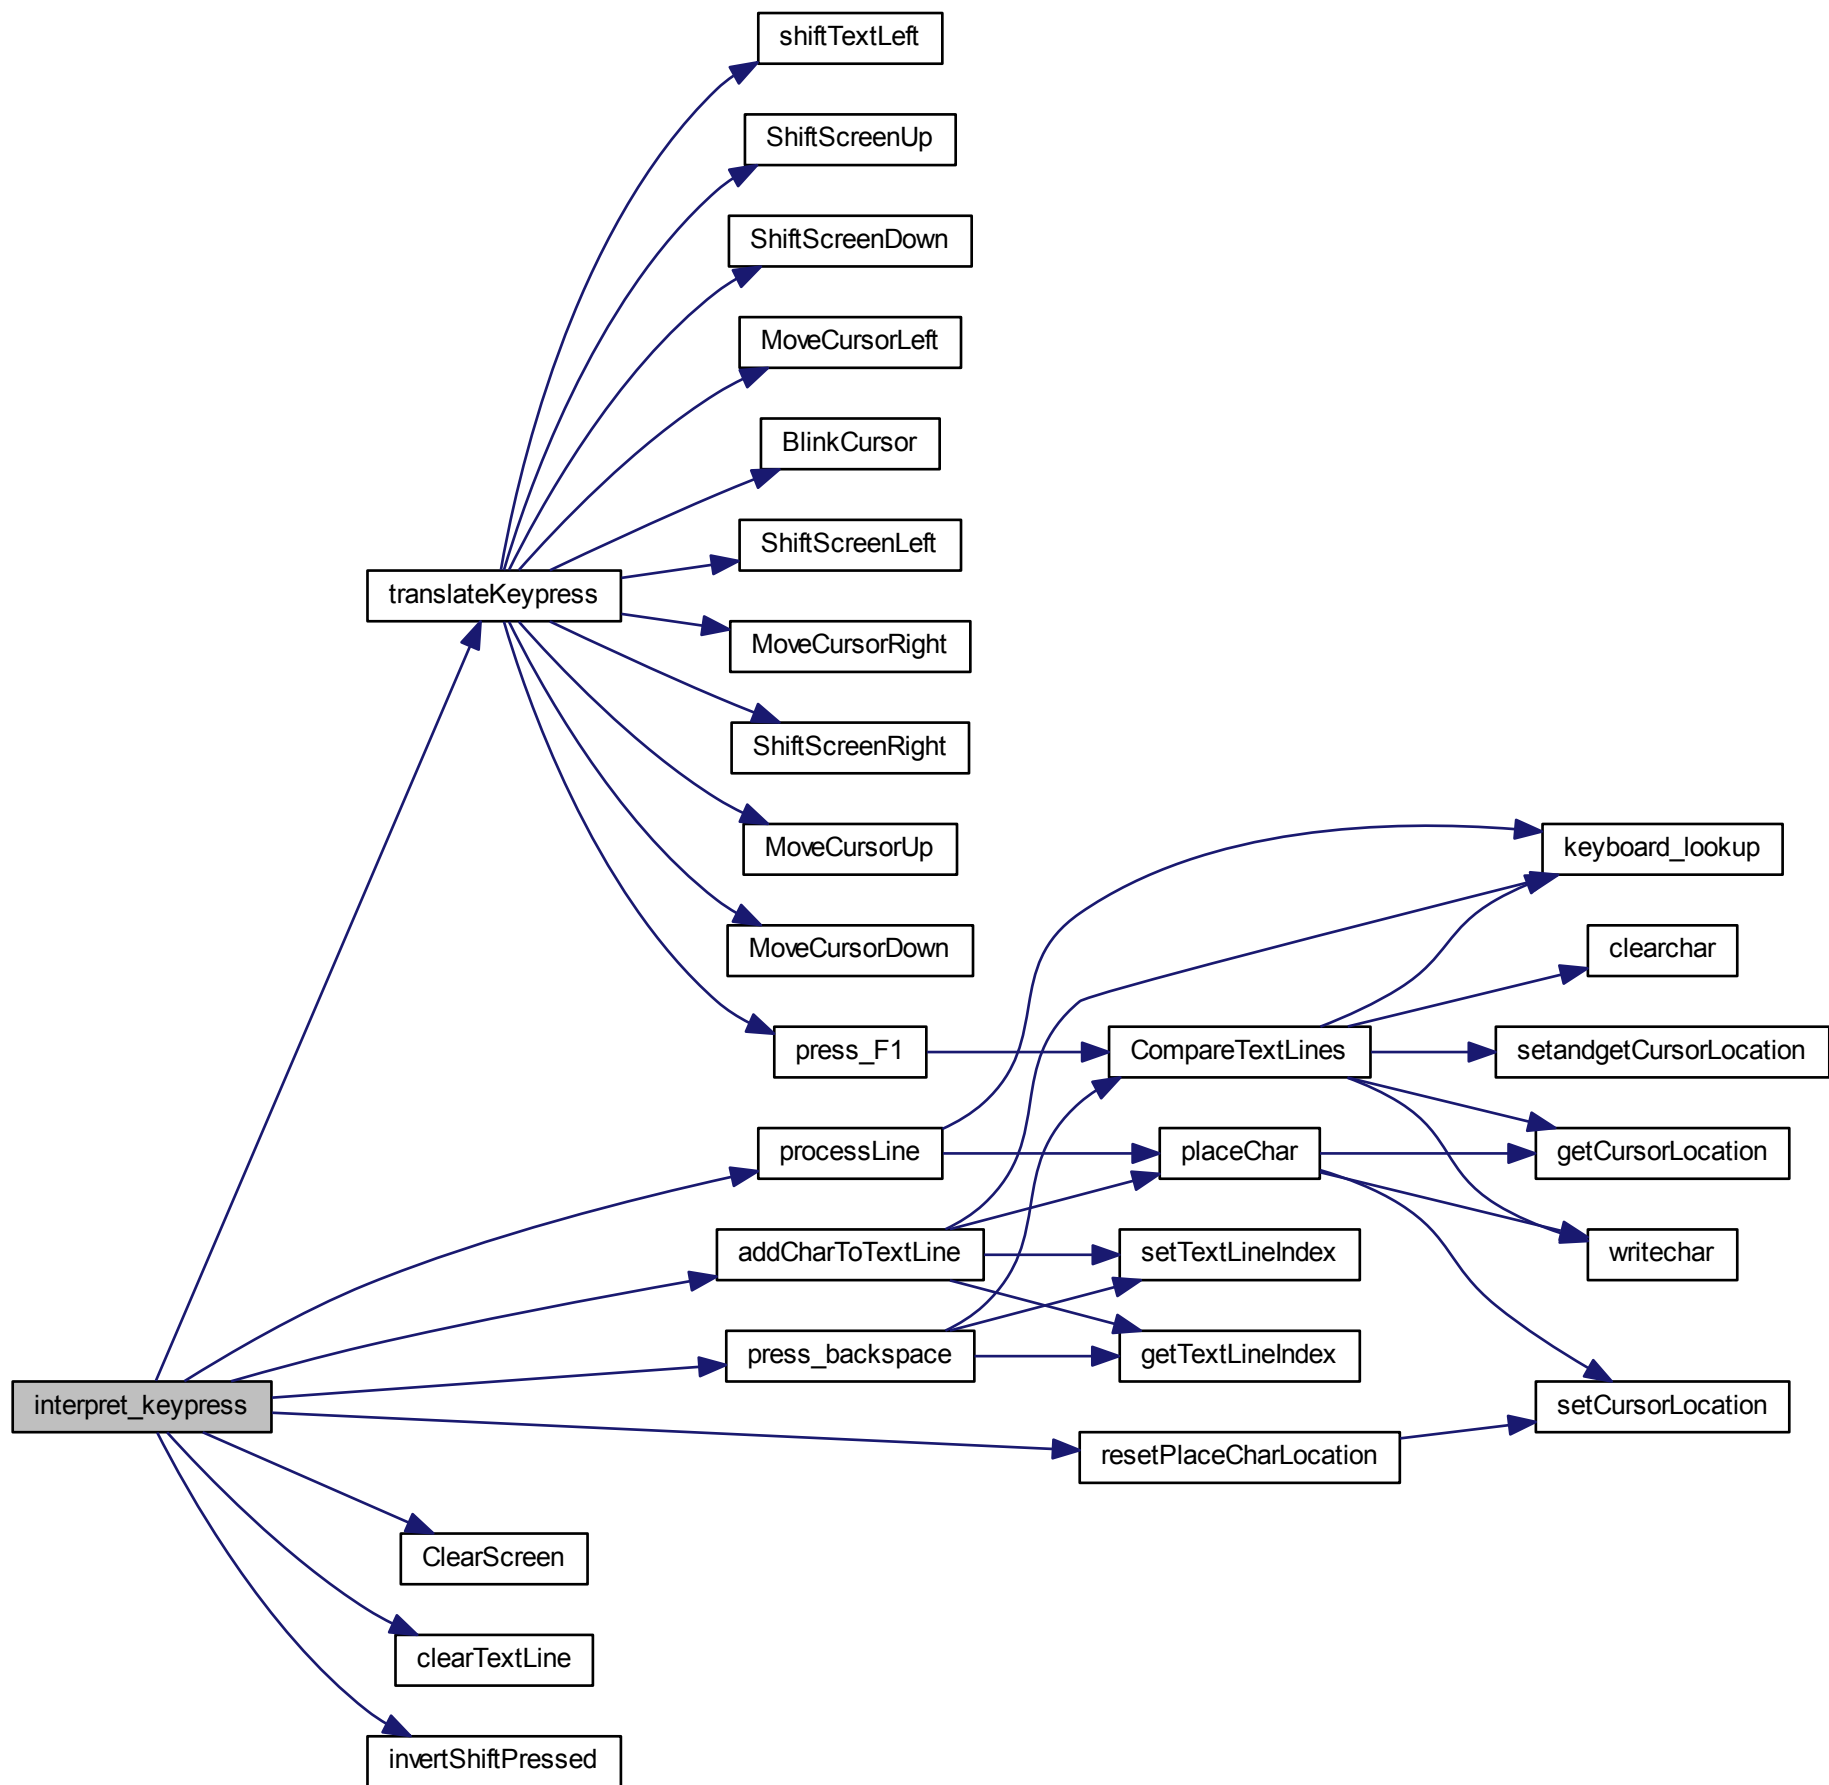 shiftTextLeft
ShiftScreenUp
ShiftScreenDown
MoveCursorLeft
BlinkCursor
ShiftScreenLeft
translateKeypress
MoveCursorRight
ShiftScreenRight
MoveCursorUp
keyboard_lookup
MoveCursorDown
clearchar
press_F1
CompareTextLines
setandgetCursorLocation
processLine
placeChar
getCursorLocation
addCharToTextLine
setTextLineIndex
writechar
press_backspace
getTextLineIndex
interpret_keypress
setCursorLocation
resetPlaceCharLocation
ClearScreen
clearTextLine
invertShiftPressed